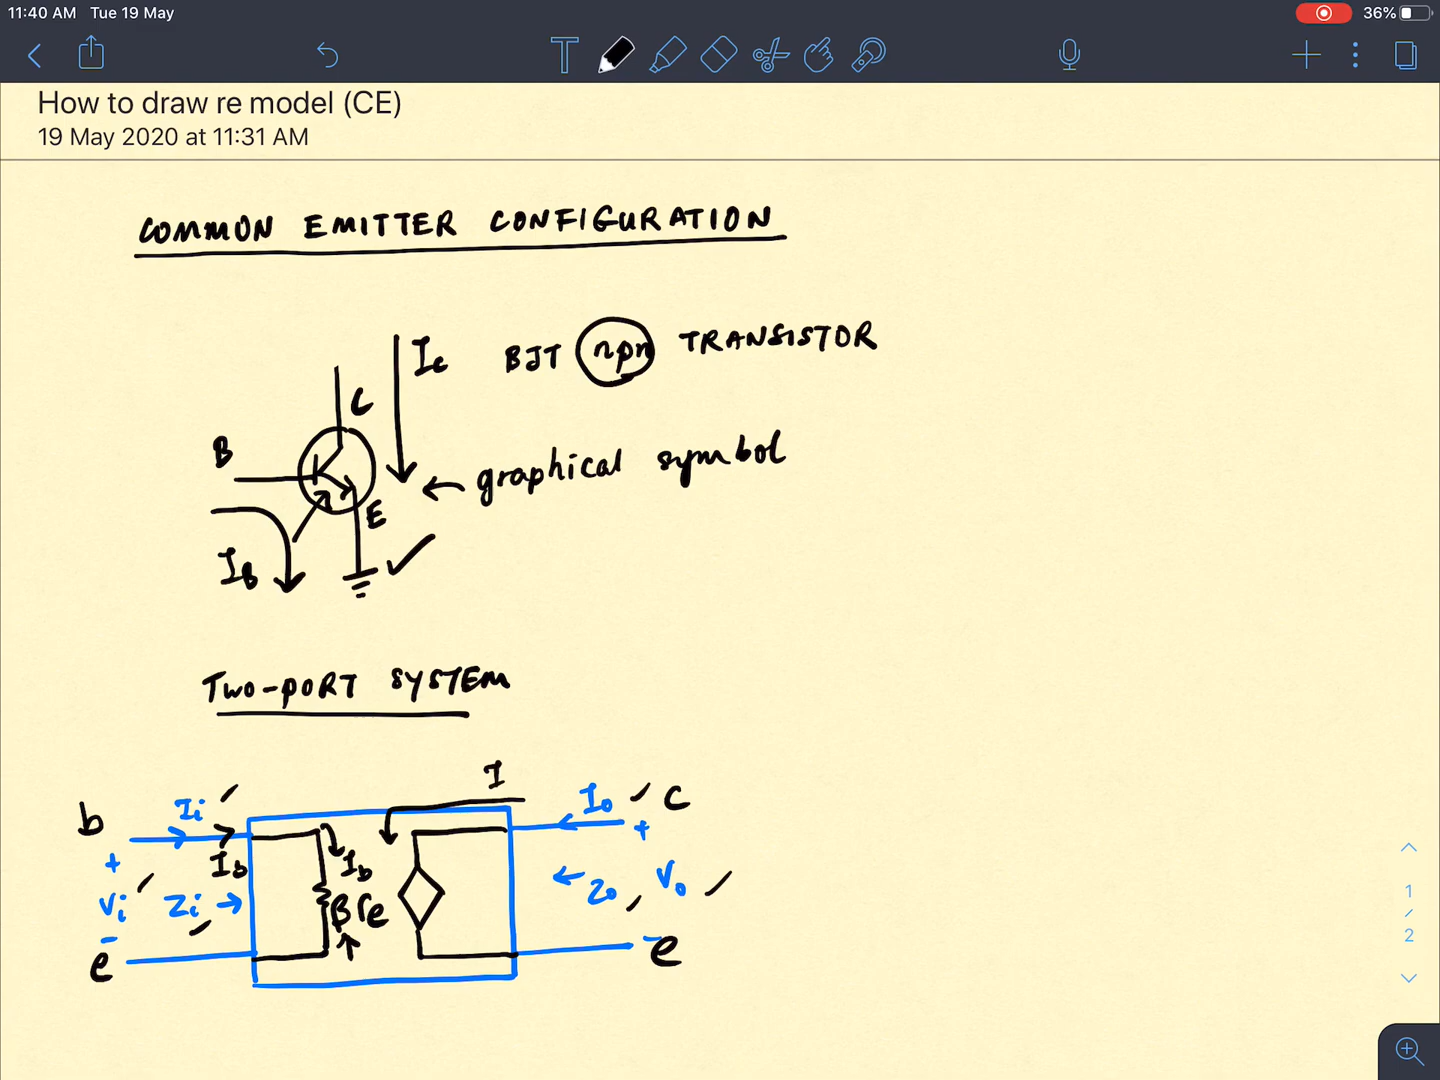 11:40 AM Tue 19 May
36%
T
How to draw re model (CE)
19 May 2020 at 11:31 AM
COMMON EMITTER CONFIGURATION
Ic BJT npn TRANSISTOR
C
B
← graphical symbol
E
IB
TWO-PORT SYSTEM
I
b Ii Io C
+ Ib Ib +
Vi Zi → βre ← Zo Vo
- -
e e
1
2